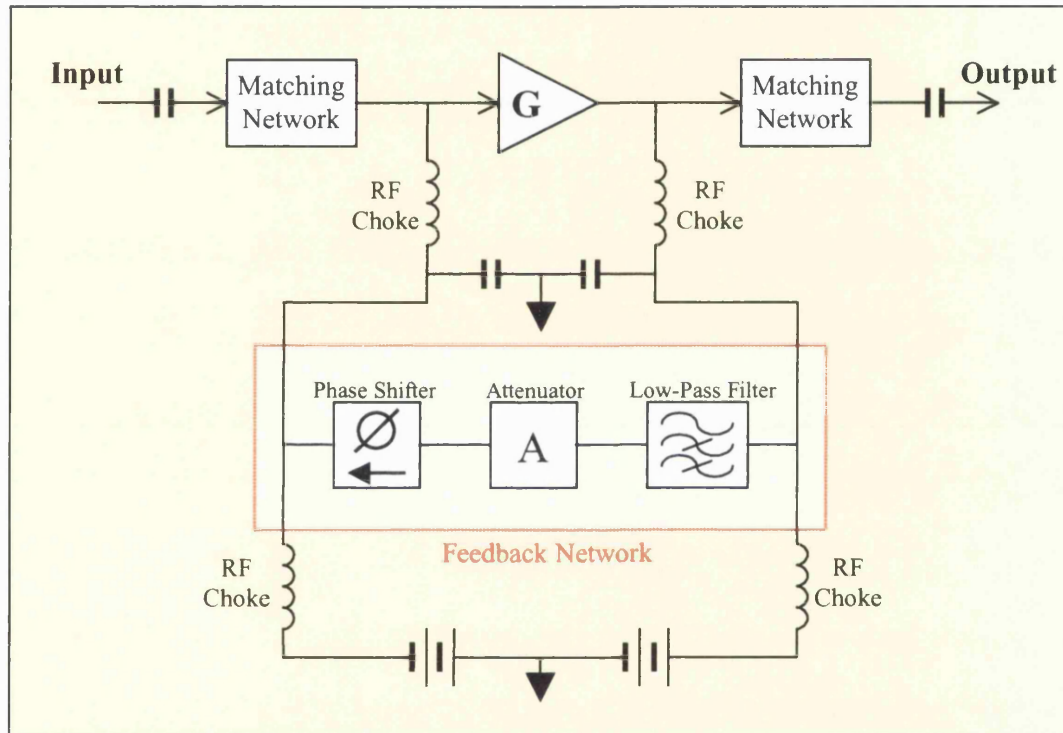 Input
Matching
Network
G
Matching
Network
Output
RF
Choke
RF
Choke
Phase Shifter
Attenuator
Low-Pass Filter
A
Feedback Network
RF
Choke
RF
Choke